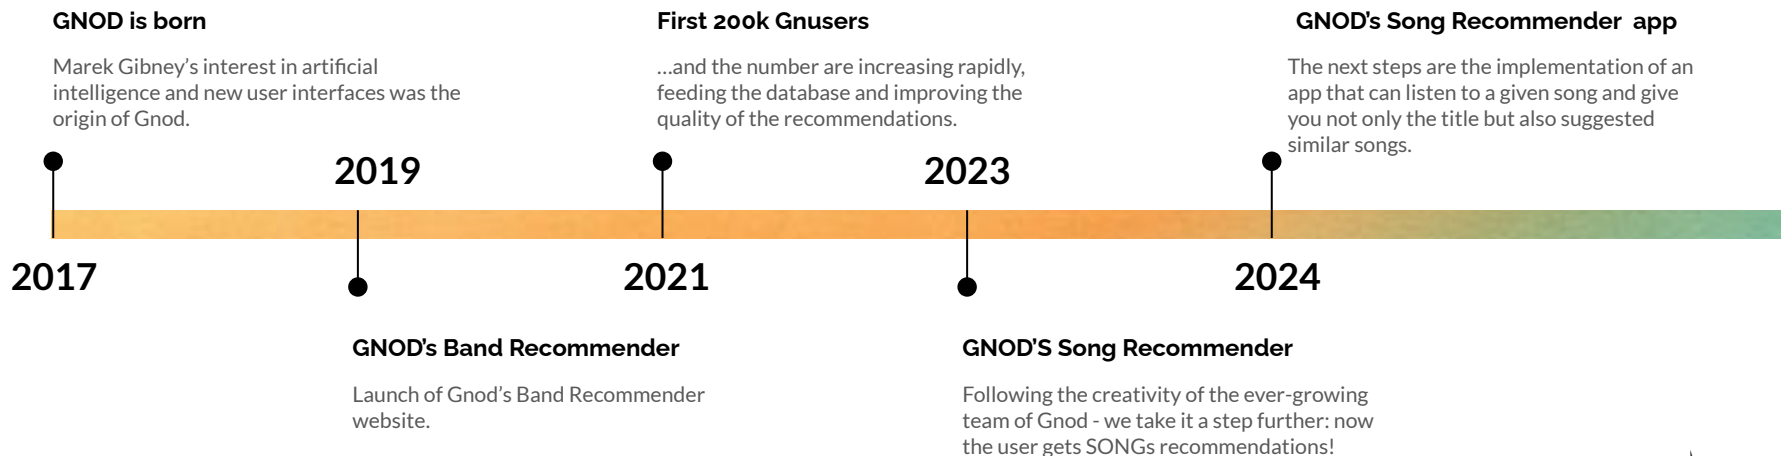 GNOD is born
Marek Gibney's interest in artificial
intelligence and new user interfaces was the
origin of Gnod.
2017
2019
GNOD's Band Recommender
Launch of Gnod's Band Recommender
website.
First 200k Gnusers
...and the number are increasing rapidly,
feeding the database and improving the
quality of the recommendations.
2021
2023
GNOD'S Song Recommender
Following the creativity of the ever-growing
team of Gnod - we take it a step further: now
the user gets SONGs recommendations!
GNOD's Song Recommender  app
The next steps are the implementation of an
app that can listen to a given song and give
you not only the title but also suggested
similar songs.
2024